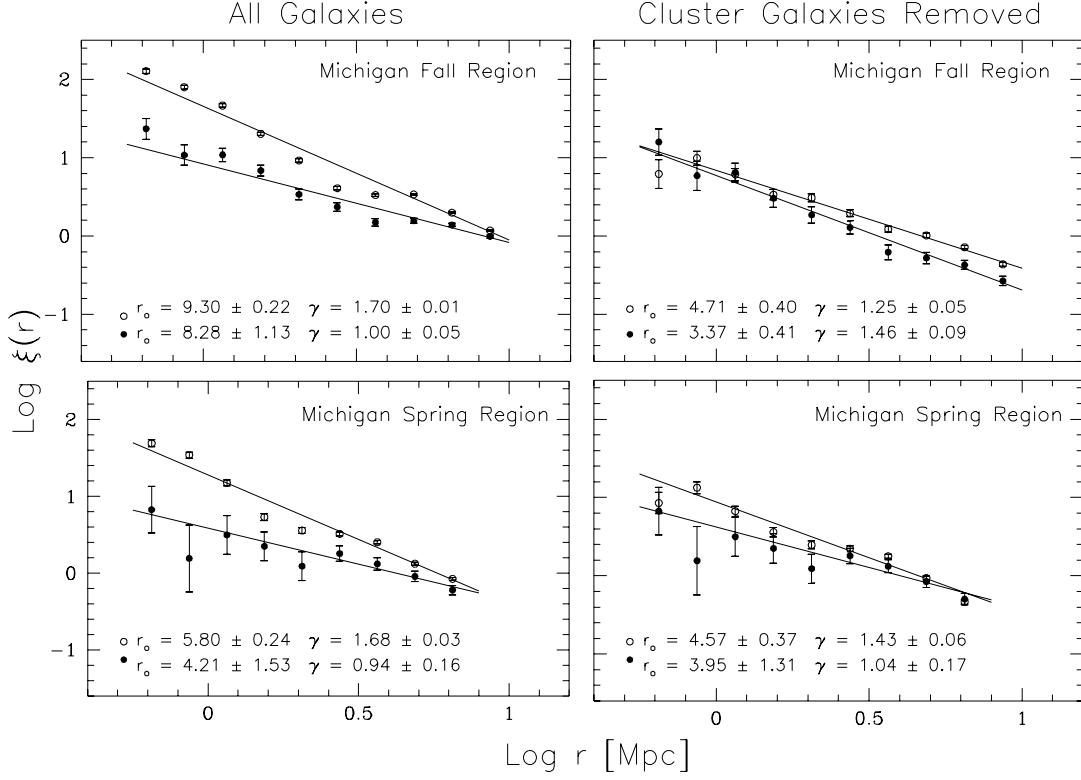 All Galaxies
Cluster Galaxies Removed
Michigan Fall Region
2
1
0
-1
○ r₀ = 9.30 ± 0.22 γ = 1.70 ± 0.01
● r₀ = 8.28 ± 1.13 γ = 1.00 ± 0.05
Michigan Fall Region
○ r₀ = 4.71 ± 0.40 γ = 1.25 ± 0.05
● r₀ = 3.37 ± 0.41 γ = 1.46 ± 0.09
Log ξ(r)
Michigan Spring Region
2
1
0
-1
○ r₀ = 5.80 ± 0.24 γ = 1.68 ± 0.03
● r₀ = 4.21 ± 1.53 γ = 0.94 ± 0.16
0 0.5 1
Michigan Spring Region
○ r₀ = 4.57 ± 0.37 γ = 1.43 ± 0.06
● r₀ = 3.95 ± 1.31 γ = 1.04 ± 0.17
0 0.5 1
Log r [Mpc]